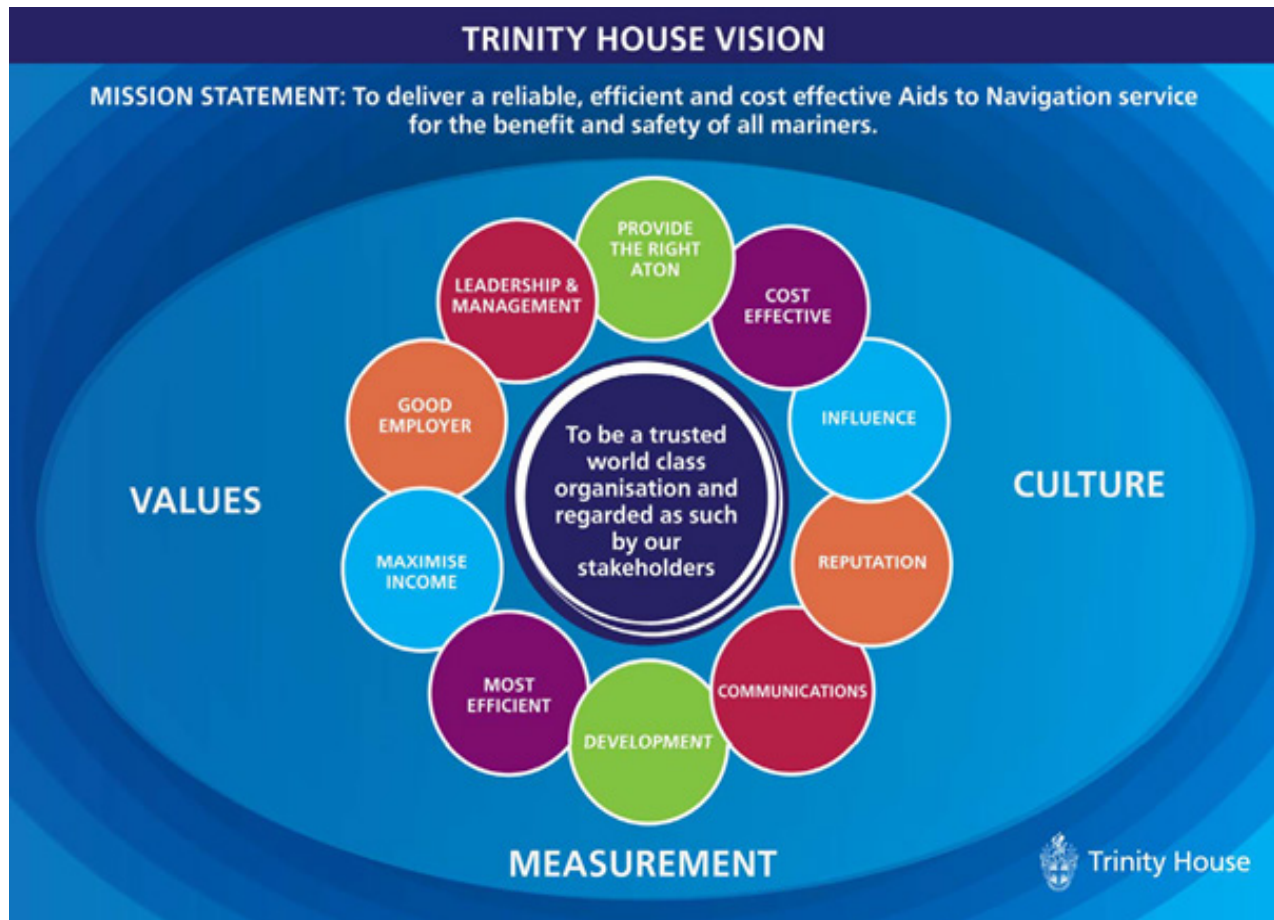 TRINITY HOUSE VISION
MISSION STATEMENT: To deliver a reliable, efficient and cost effective Aids to Navigation service
for the benefit and safety of all mariners.
PROVIDE
THE RIGHT
ATON
COST
EFFECTIVE
INFLUENCE
REPUTATION
COMMUNICATIONS
DEVELOPMENT
MOST
EFFICIENT
MAXIMISE
INCOME
GOOD
EMPLOYER
LEADERSHIP &
MANAGEMENT
To be a trusted
world class
organisation and
regarded as such
by our
stakeholders
VALUES
CULTURE
MEASUREMENT
Trinity House